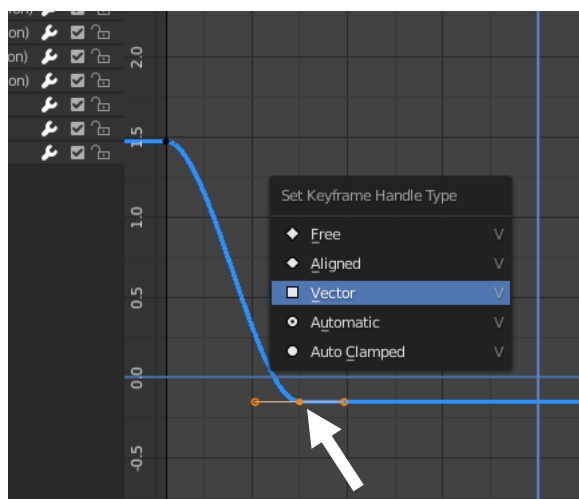 on)
on)
on)
2.0
1.5
1.0
0.5
0.0
-0.5
Set Keyframe Handle Type
Free V
Aligned V
Vector V
Automatic V
Auto Clamped V